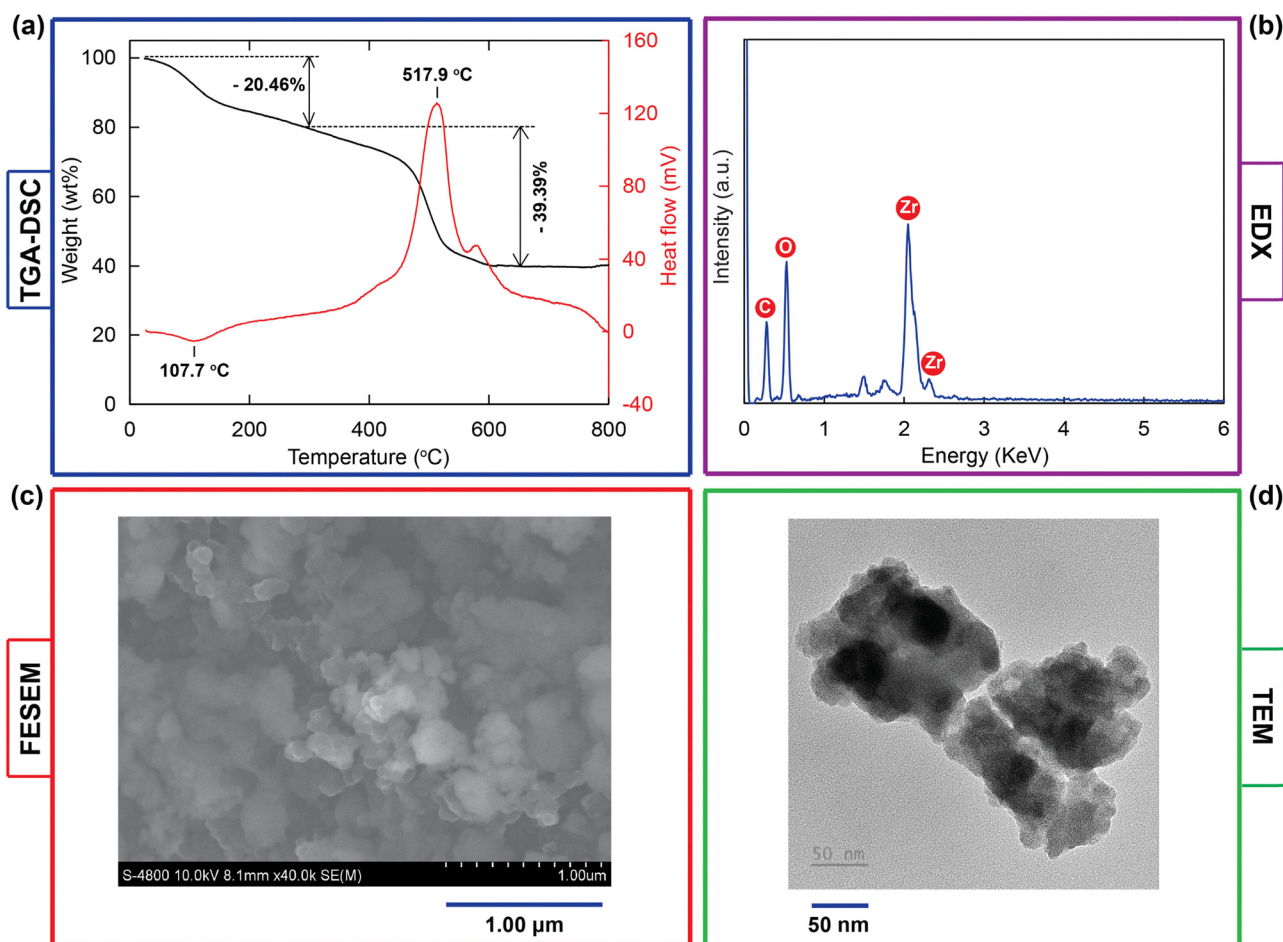 (a)
TGA-DSC
Weight (wt%)
100
80
60
40
20
0
0
200
400
600
800
Temperature (°C)
160
120
80
40
0
-40
Heat flow (mV)
- 20.46%
517.9 °C
- 39.39%
107.7 °C
(b)
EDX
Intensity (a.u.)
C
O
Zr
Zr
0
1
2
3
4
5
6
Energy (KeV)
(c)
FESEM
S-4800 10.0kV 8.1mm x40.0k SE(M)
1.00um
1.00 µm
(d)
TEM
50 nm
50 nm